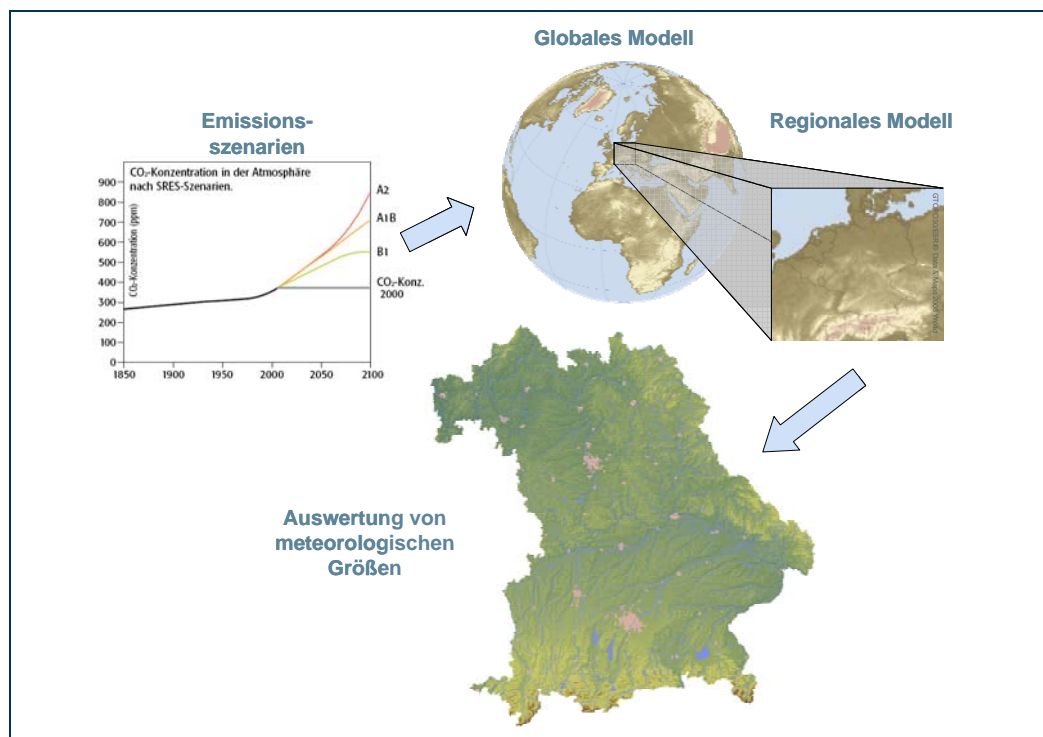 Globales Modell
Emissions-
szenarien
Regionales Modell
CO₂-Konzentration in der Atmosphäre
nach SRES-Szenarien.
CO₂-Konzentration (ppm)
900
800
700
600
500
400
300
200
100
0
1850
1900
1950
2000
2050
2100
A2
A1B
B1
CO₂-Konz.
2000
Auswertung von
meteorologischen
Größen